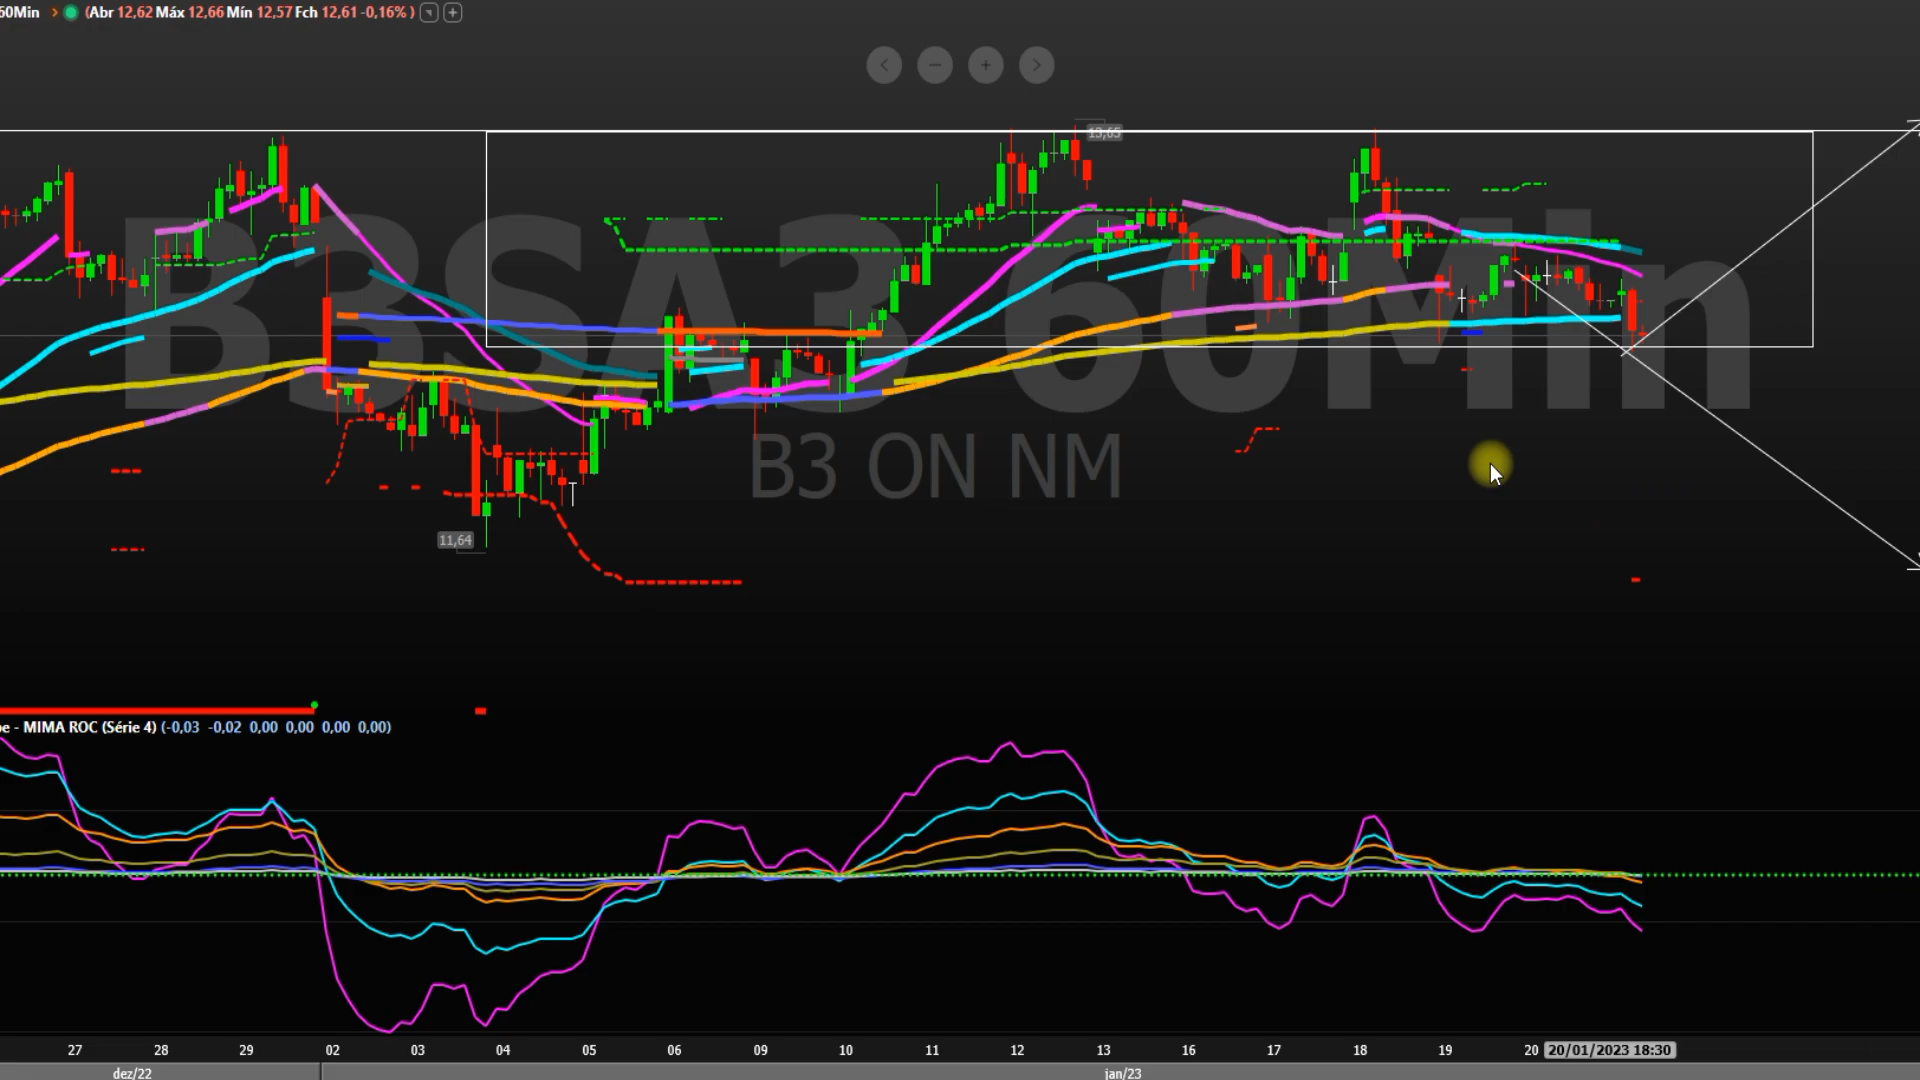 60Min (Abr 12,62 Máx 12,66 Mín 12,57 Fch 12,61 -0,16% )
13,65
B3SA3 60Min
B3 ON NM
11,64
pe - MIMA ROC (Série 4) (-0,03 -0,02 0,00 0,00 0,00 0,00)
27 28 29 02 03 04 05 06 09 10 11 12 13 16 17 18 19 20 20/01/2023 18:30
dez/22 jan/23